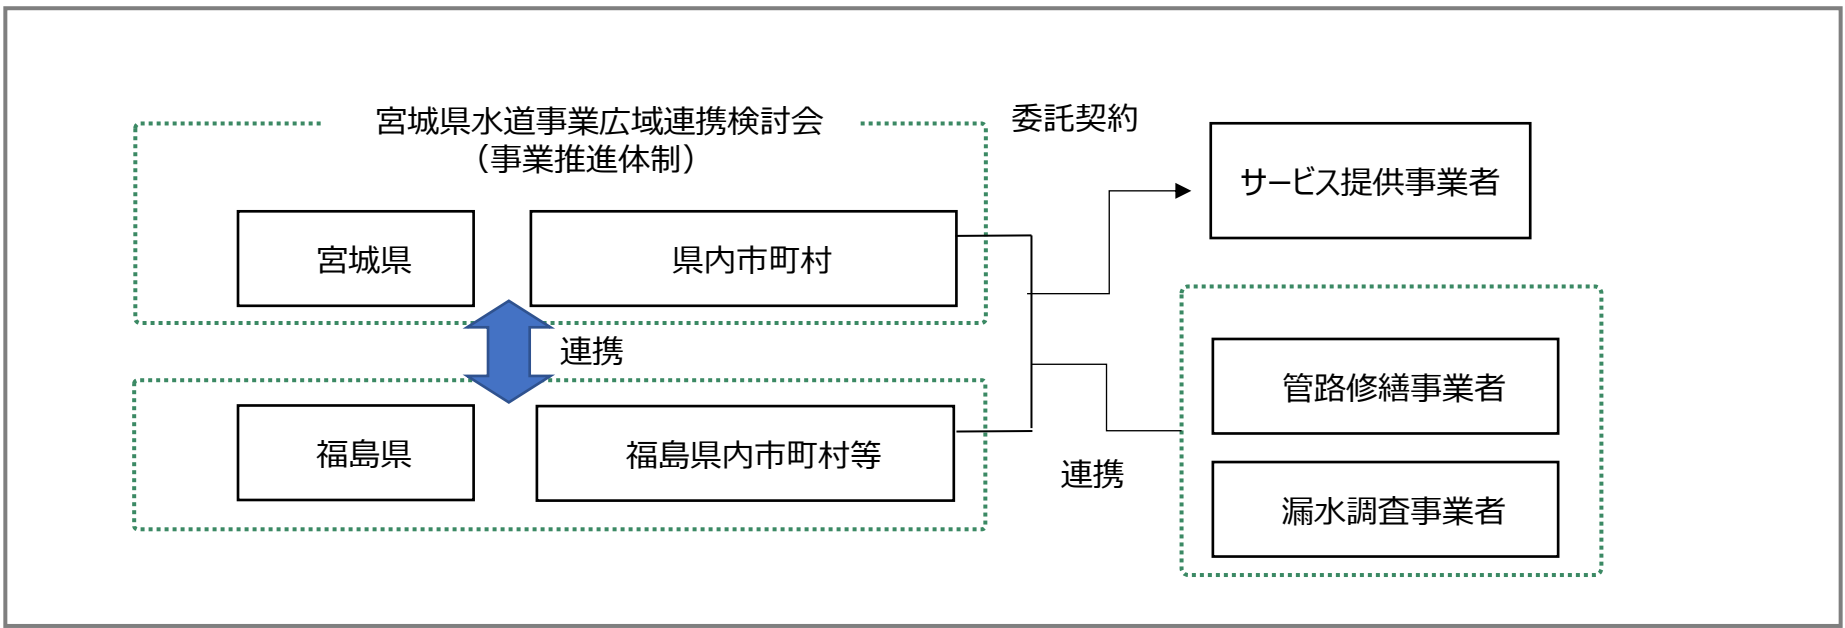 宮城県水道事業広域連携検討会
（事業推進体制）
委託契約
サービス提供事業者
宮城県
県内市町村
連携
管路修繕事業者
福島県
福島県内市町村等
連携
漏水調査事業者